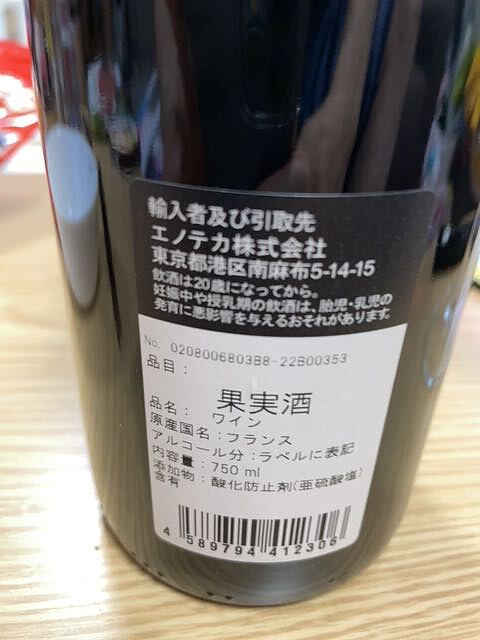 輸入者及び引取先
エノテカ株式会社
東京都港区南麻布5-14-15
飲酒は20歳になってから。
妊娠中や授乳期の飲酒は、胎児・乳児の
発育に悪影響を与えるおそれがあります。
No. 0208006803B8-22B00353
品目：
果実酒
品名： ワイン
原産国名：フランス
アルコール分：ラベルに表記
内容量：750 ml
添加物：酸化防止剤(亜硫酸塩)
含有
4 589794 412306